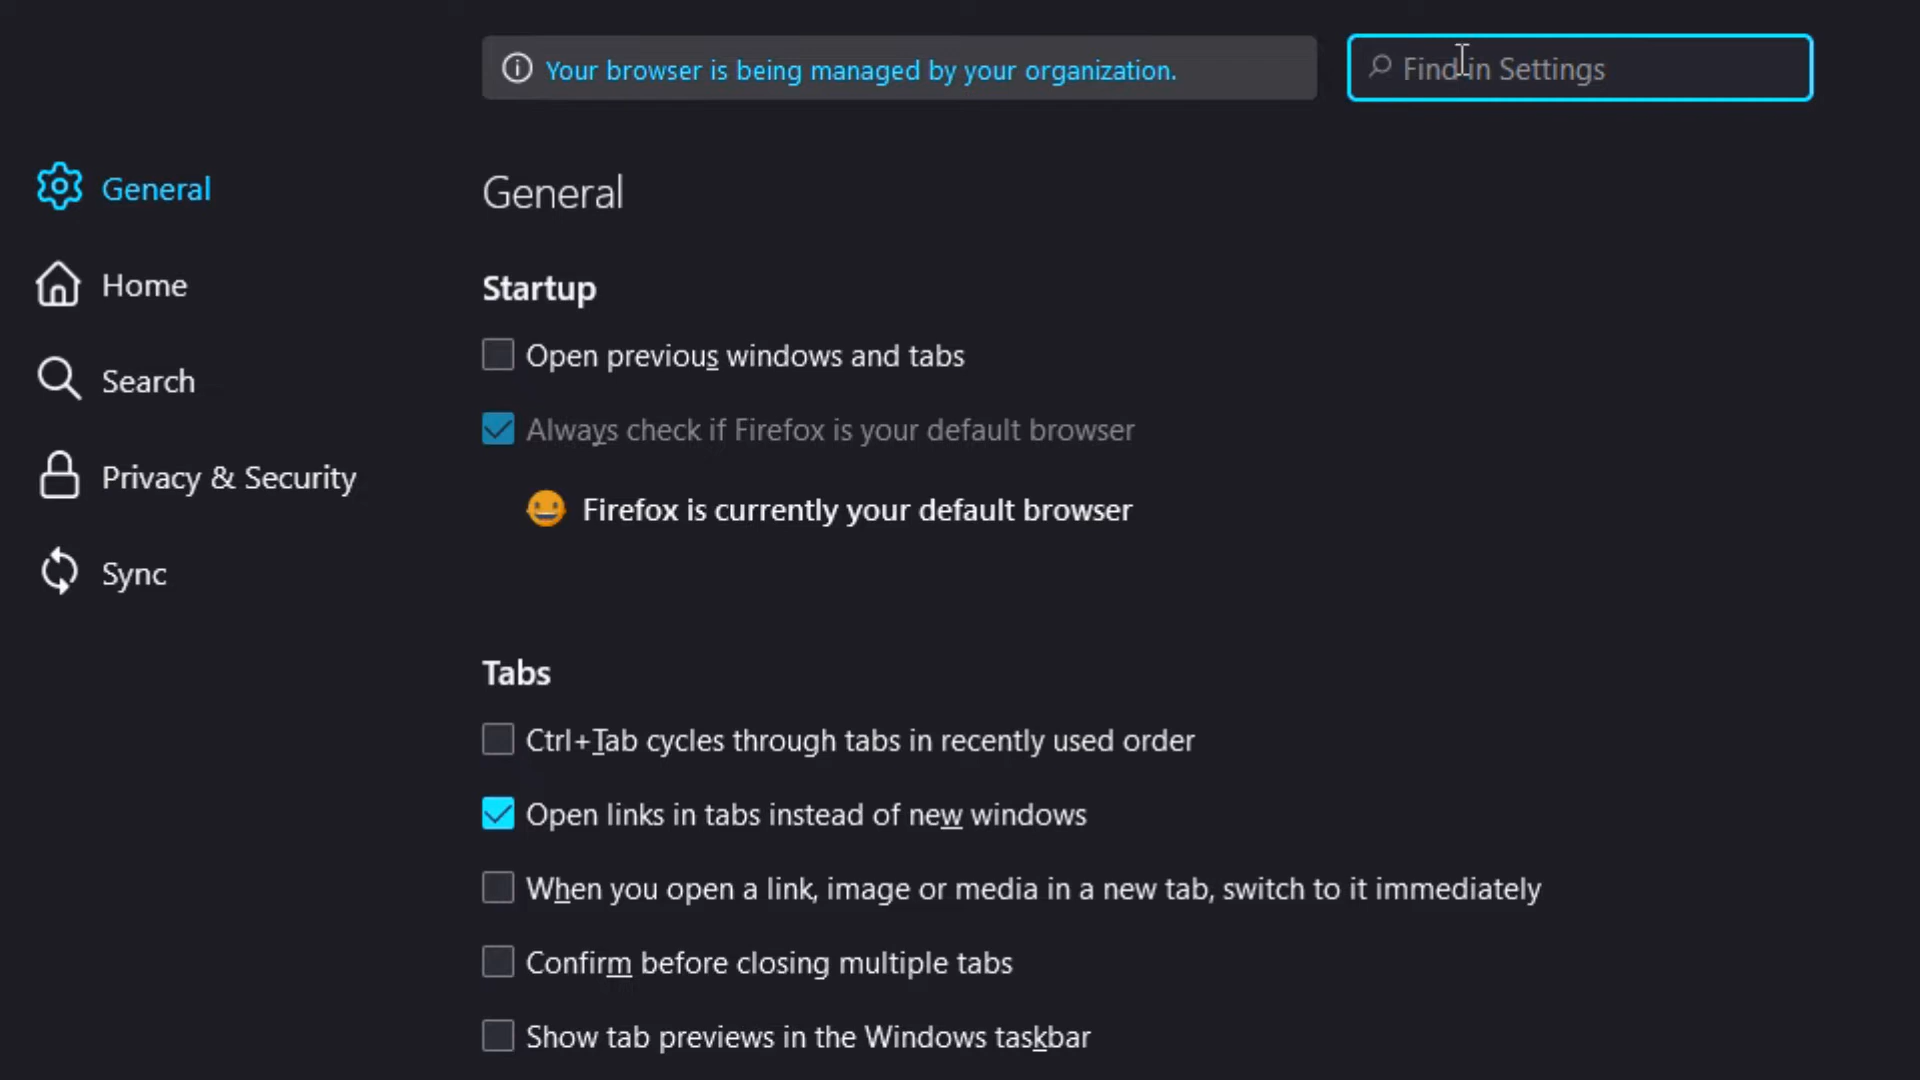 Your browser is being managed by your organization.
Find in Settings
General
Home
Search
Privacy & Security
Sync
General
Startup
Open previous windows and tabs
Always check if Firefox is your default browser
Firefox is currently your default browser
Tabs
Ctrl+Tab cycles through tabs in recently used order
Open links in tabs instead of new windows
When you open a link, image or media in a new tab, switch to it immediately
Confirm before closing multiple tabs
Show tab previews in the Windows taskbar